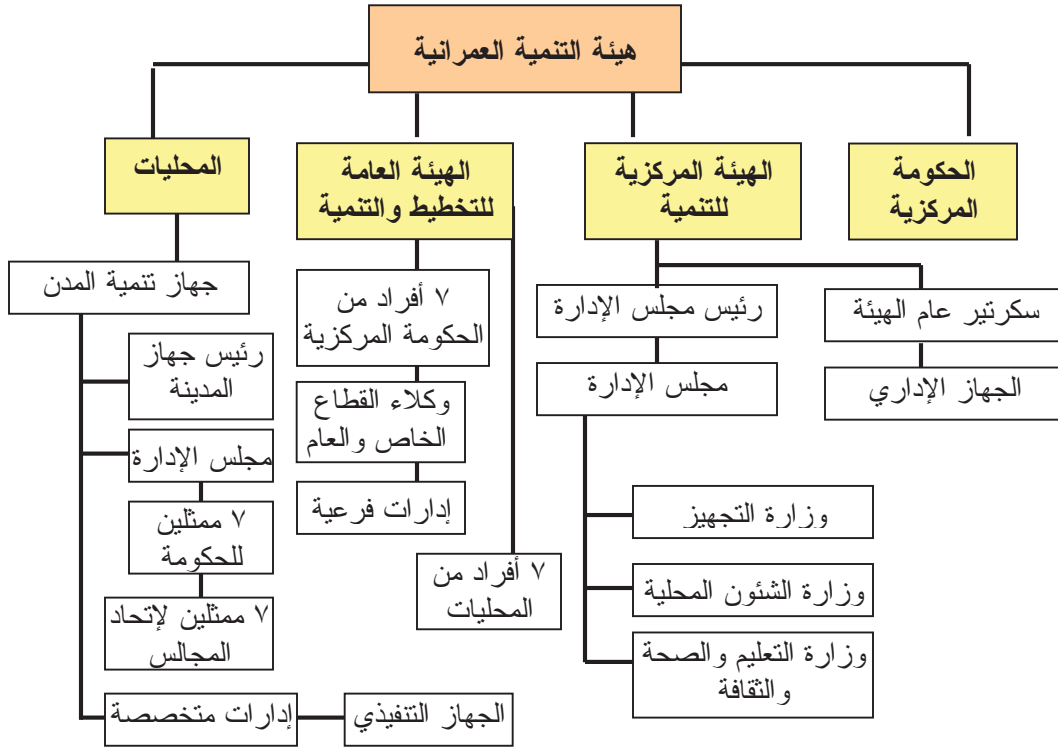 هيئة التنمية العمرانية
الحكومة
المركزية
الهيئة المركزية
للتنمية
الهيئة العامة
للتخطيط والتنمية
المحليات
سكرتير عام الهيئة
الجهاز الإداري
رئيس مجلس الإدارة
مجلس الإدارة
وزارة التجهيز
وزارة الشئون المحلية
وزارة التعليم والصحة
والثقافة
٧ أفراد من
الحكومة المركزية
وكلاء القطاع
الخاص والعام
إدارات فرعية
٧ أفراد من
المحليات
جهاز تنمية المدن
رئيس جهاز
المدينة
مجلس الإدارة
٧ ممثلين
للحكومة
٧ ممثلين لإتحاد
المجالس
إدارات متخصصة
الجهاز التنفيذي